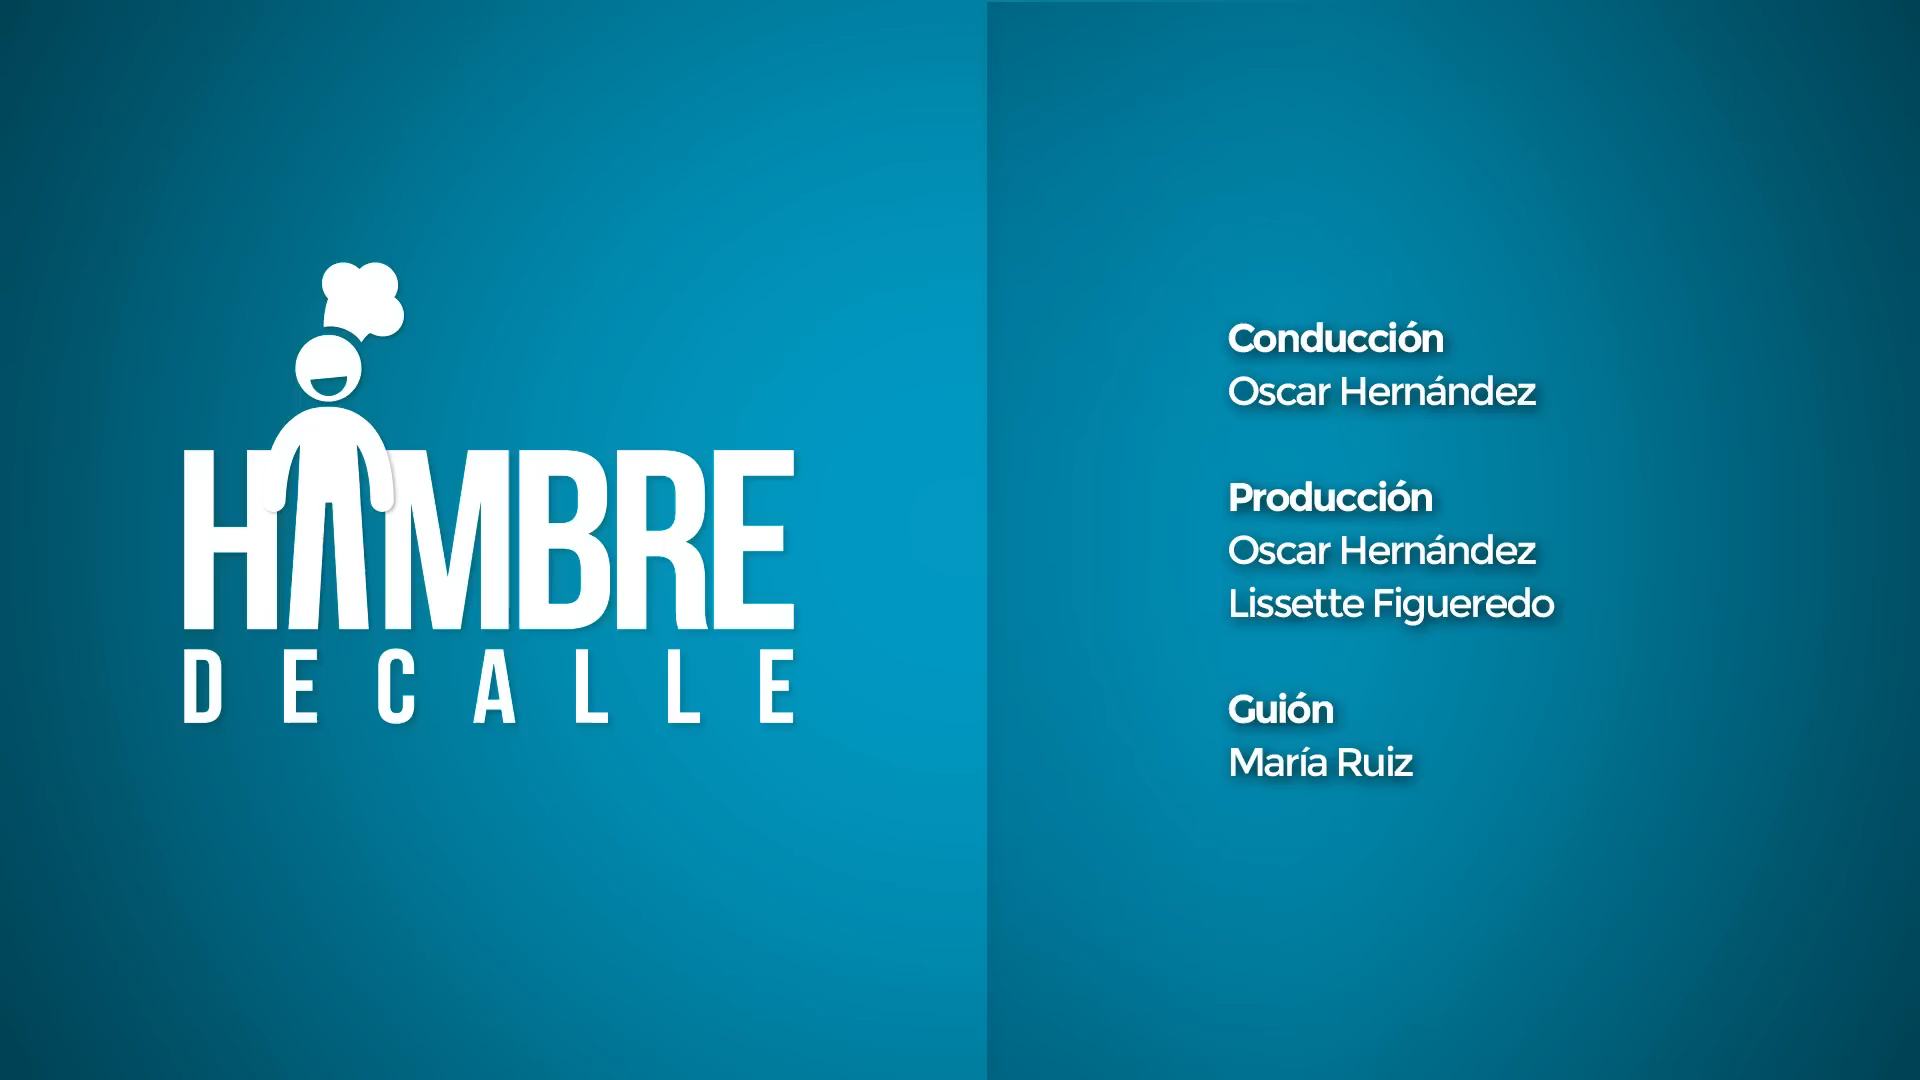 HAMBRE
DECALLE
Conducción
Oscar Hernández
Producción
Oscar Hernández
Lissette Figueredo
Guión
María Ruiz